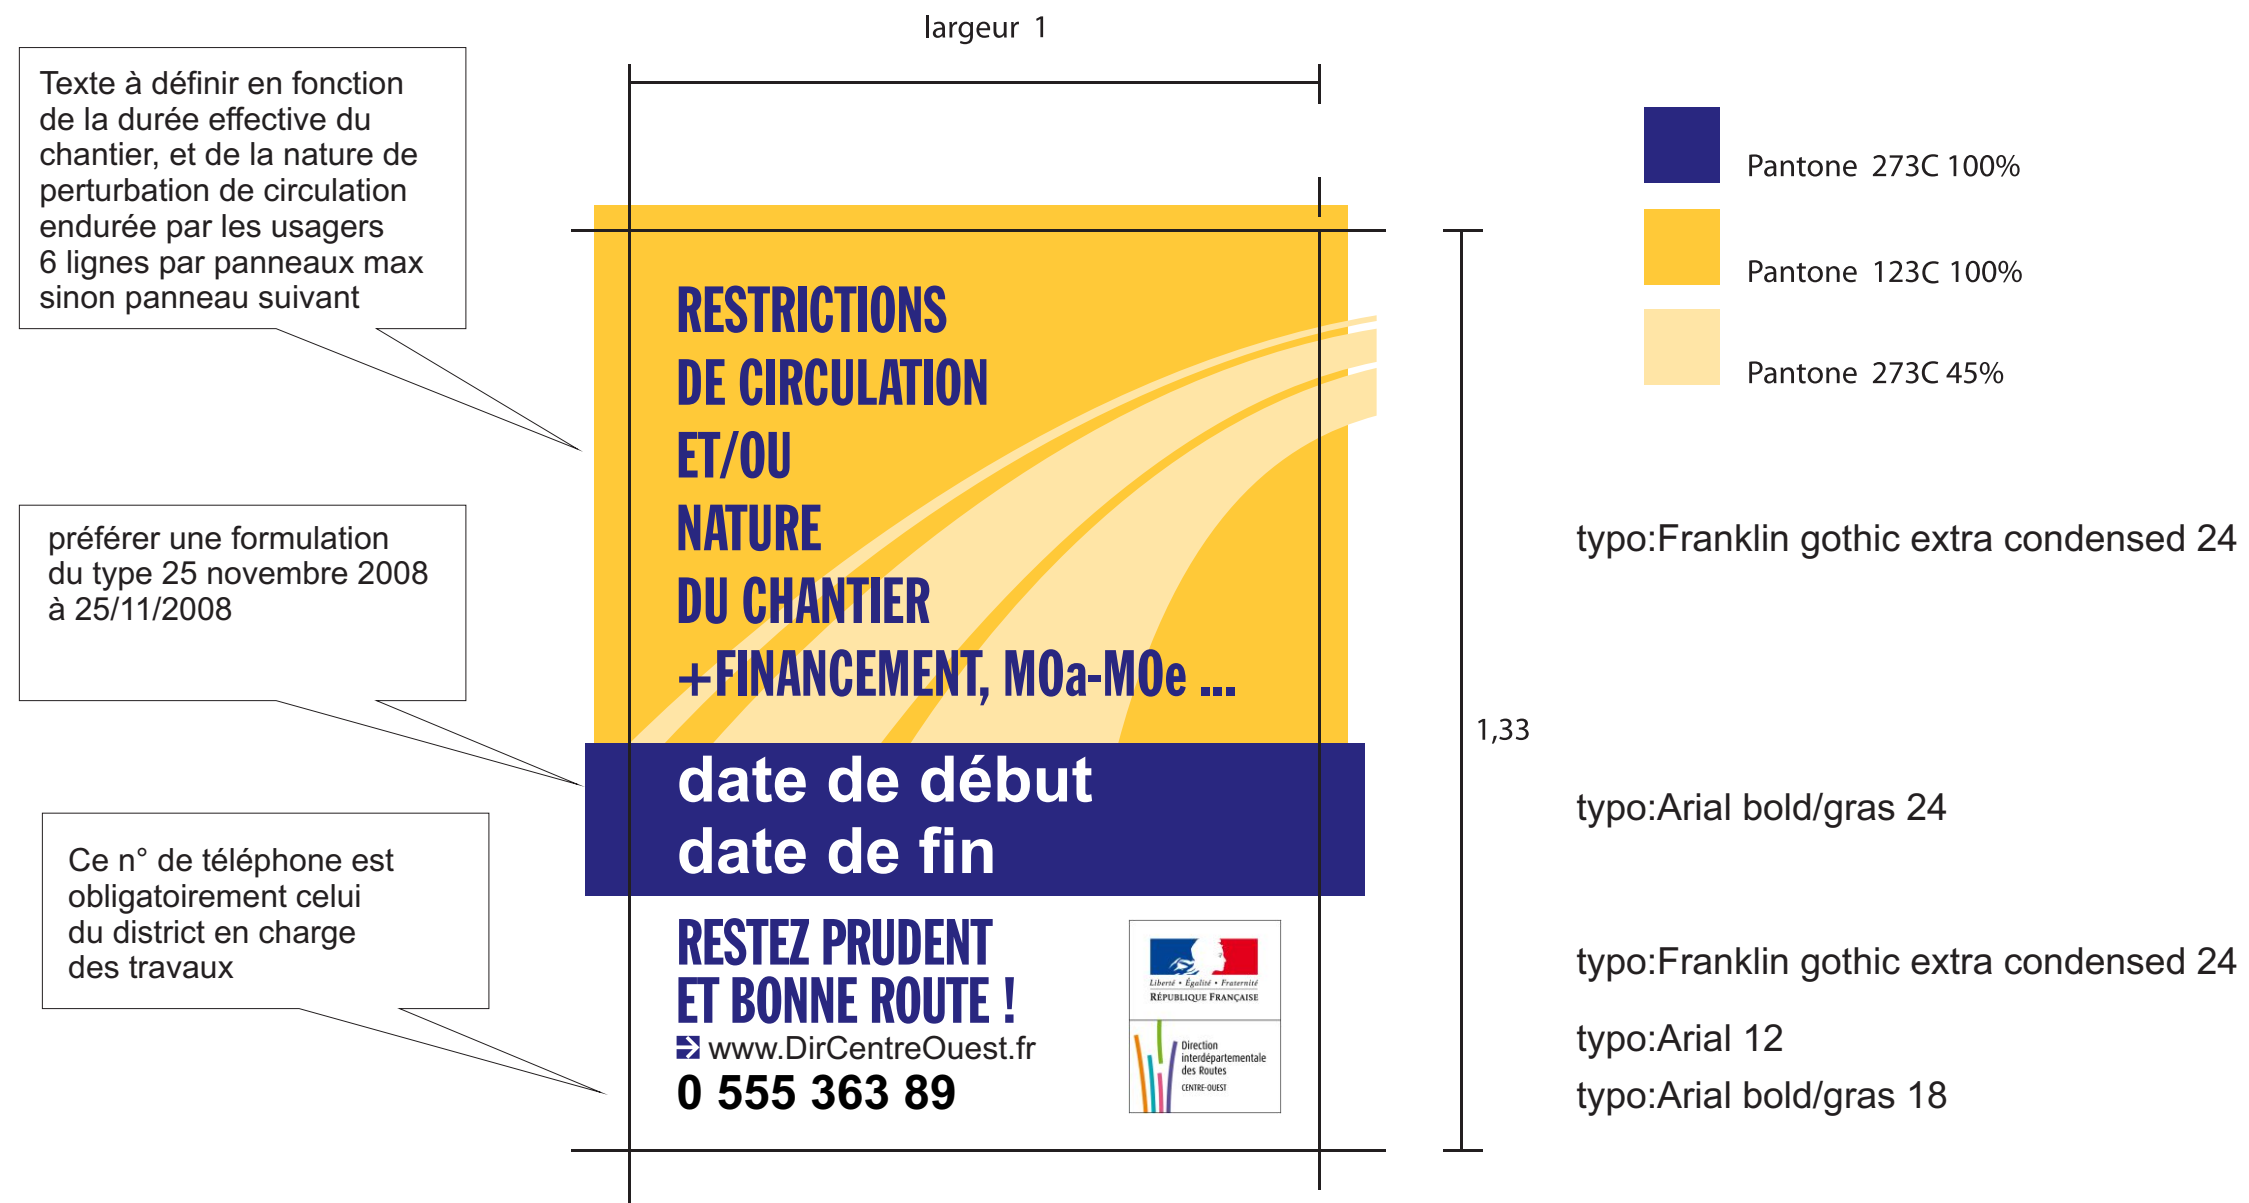 largeur 1
Texte à définir en fonction
de la durée effective du
chantier, et de la nature de
perturbation de circulation
endurée par les usagers
6 lignes par panneaux max
sinon panneau suivant
préférer une formulation
du type 25 novembre 2008
à 25/11/2008
Ce n° de téléphone est
obligatoirement celui
du district en charge
des travaux
RESTRICTIONS
DE CIRCULATION
ET/OU
NATURE
DU CHANTIER
+FINANCEMENT, MOa-MOe ...
date de début
date de fin
RESTEZ PRUDENT
ET BONNE ROUTE !
www.DirCentreOuest.fr
0 555 363 89
Liberté • Égalité • Fraternité
RÉPUBLIQUE FRANÇAISE
Direction
interdépartementale
des Routes
CENTRE-OUEST
1,33
Pantone 273C 100%
Pantone 123C 100%
Pantone 273C 45%
typo:Franklin gothic extra condensed 24
typo:Arial bold/gras 24
typo:Franklin gothic extra condensed 24
typo:Arial 12
typo:Arial bold/gras 18